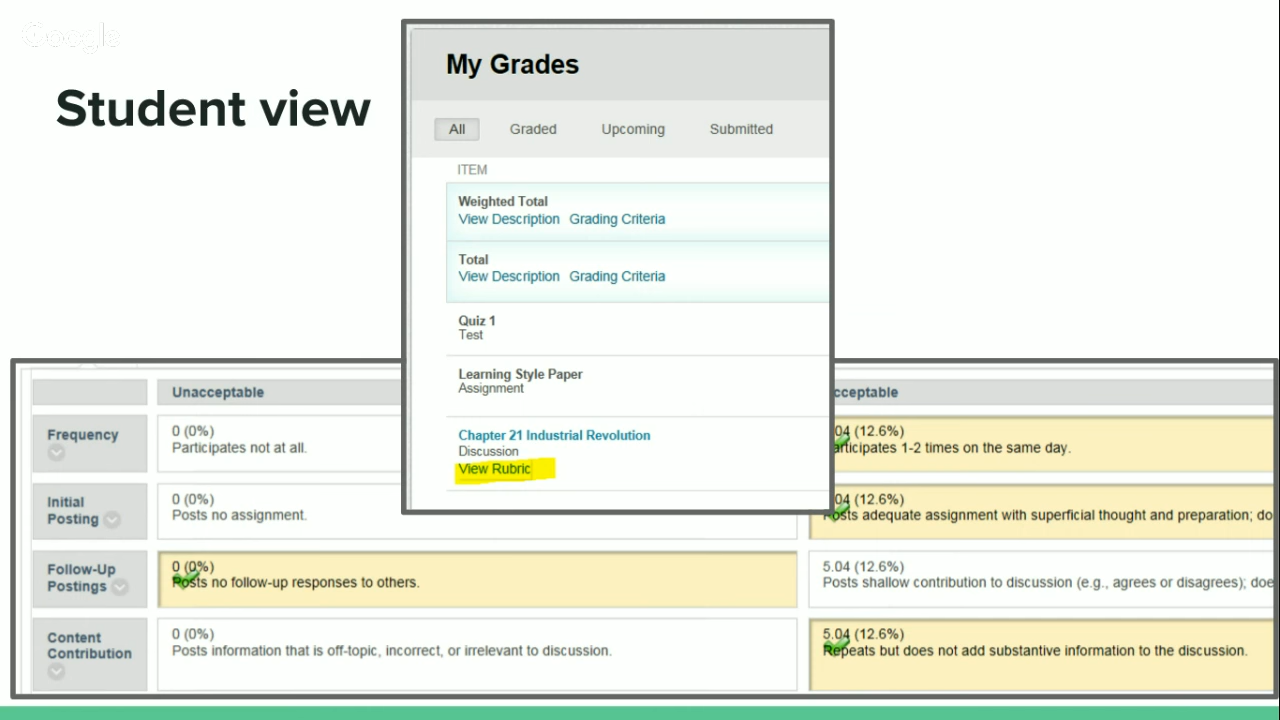 Google
Student view
My Grades
All Graded Upcoming Submitted
ITEM
Weighted Total
View Description Grading Criteria
Total
View Description Grading Criteria
Quiz 1
Test
Learning Style Paper
Assignment
Chapter 21 Industrial Revolution
Discussion
View Rubric
Unacceptable cceptable
Frequency
0 (0%)
Participates not at all.
04 (12.6%)
articipates 1-2 times on the same day.
Initial
Posting
0 (0%)
Posts no assignment.
04 (12.6%)
Posts adequate assignment with superficial thought and preparation; do
Follow-Up
Postings
0 (0%)
Posts no follow-up responses to others.
5.04 (12.6%)
Posts shallow contribution to discussion (e.g., agrees or disagrees); doe
Content
Contribution
0 (0%)
Posts information that is off-topic, incorrect, or irrelevant to discussion.
5.04 (12.6%)
Repeats but does not add substantive information to the discussion.